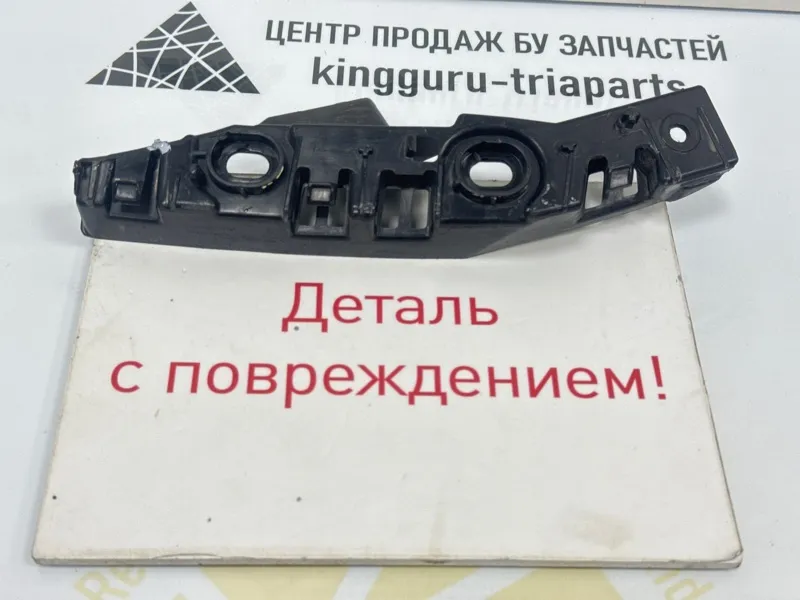 ЦЕНТР ПРОДАЖ БУ ЗАПЧАСТЕЙ
kingguru-triaparts
Деталь
с повреждением!